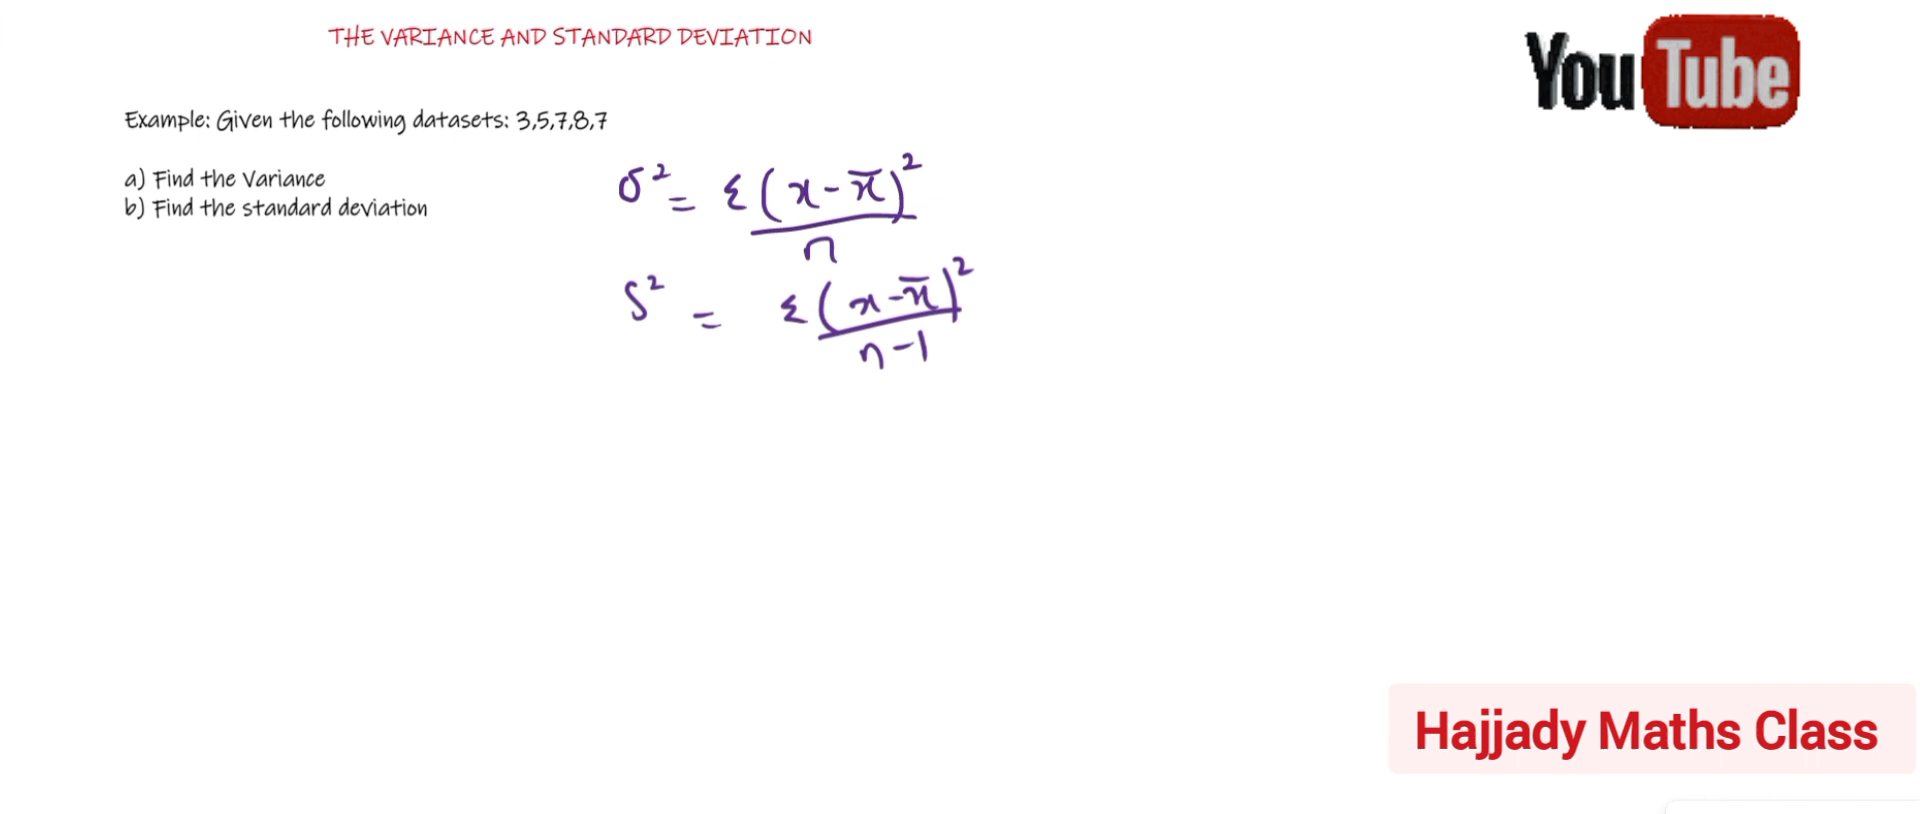 THE VARIANCE AND STANDARD DEVIATION
YouTube
Example: Given the following datasets: 3,5,7,8,7
a) Find the Variance
b) Find the standard deviation
σ² = Σ(x-x̄)²
n
S² = Σ(x-x̄)²
n-1
Hajjady Maths Class